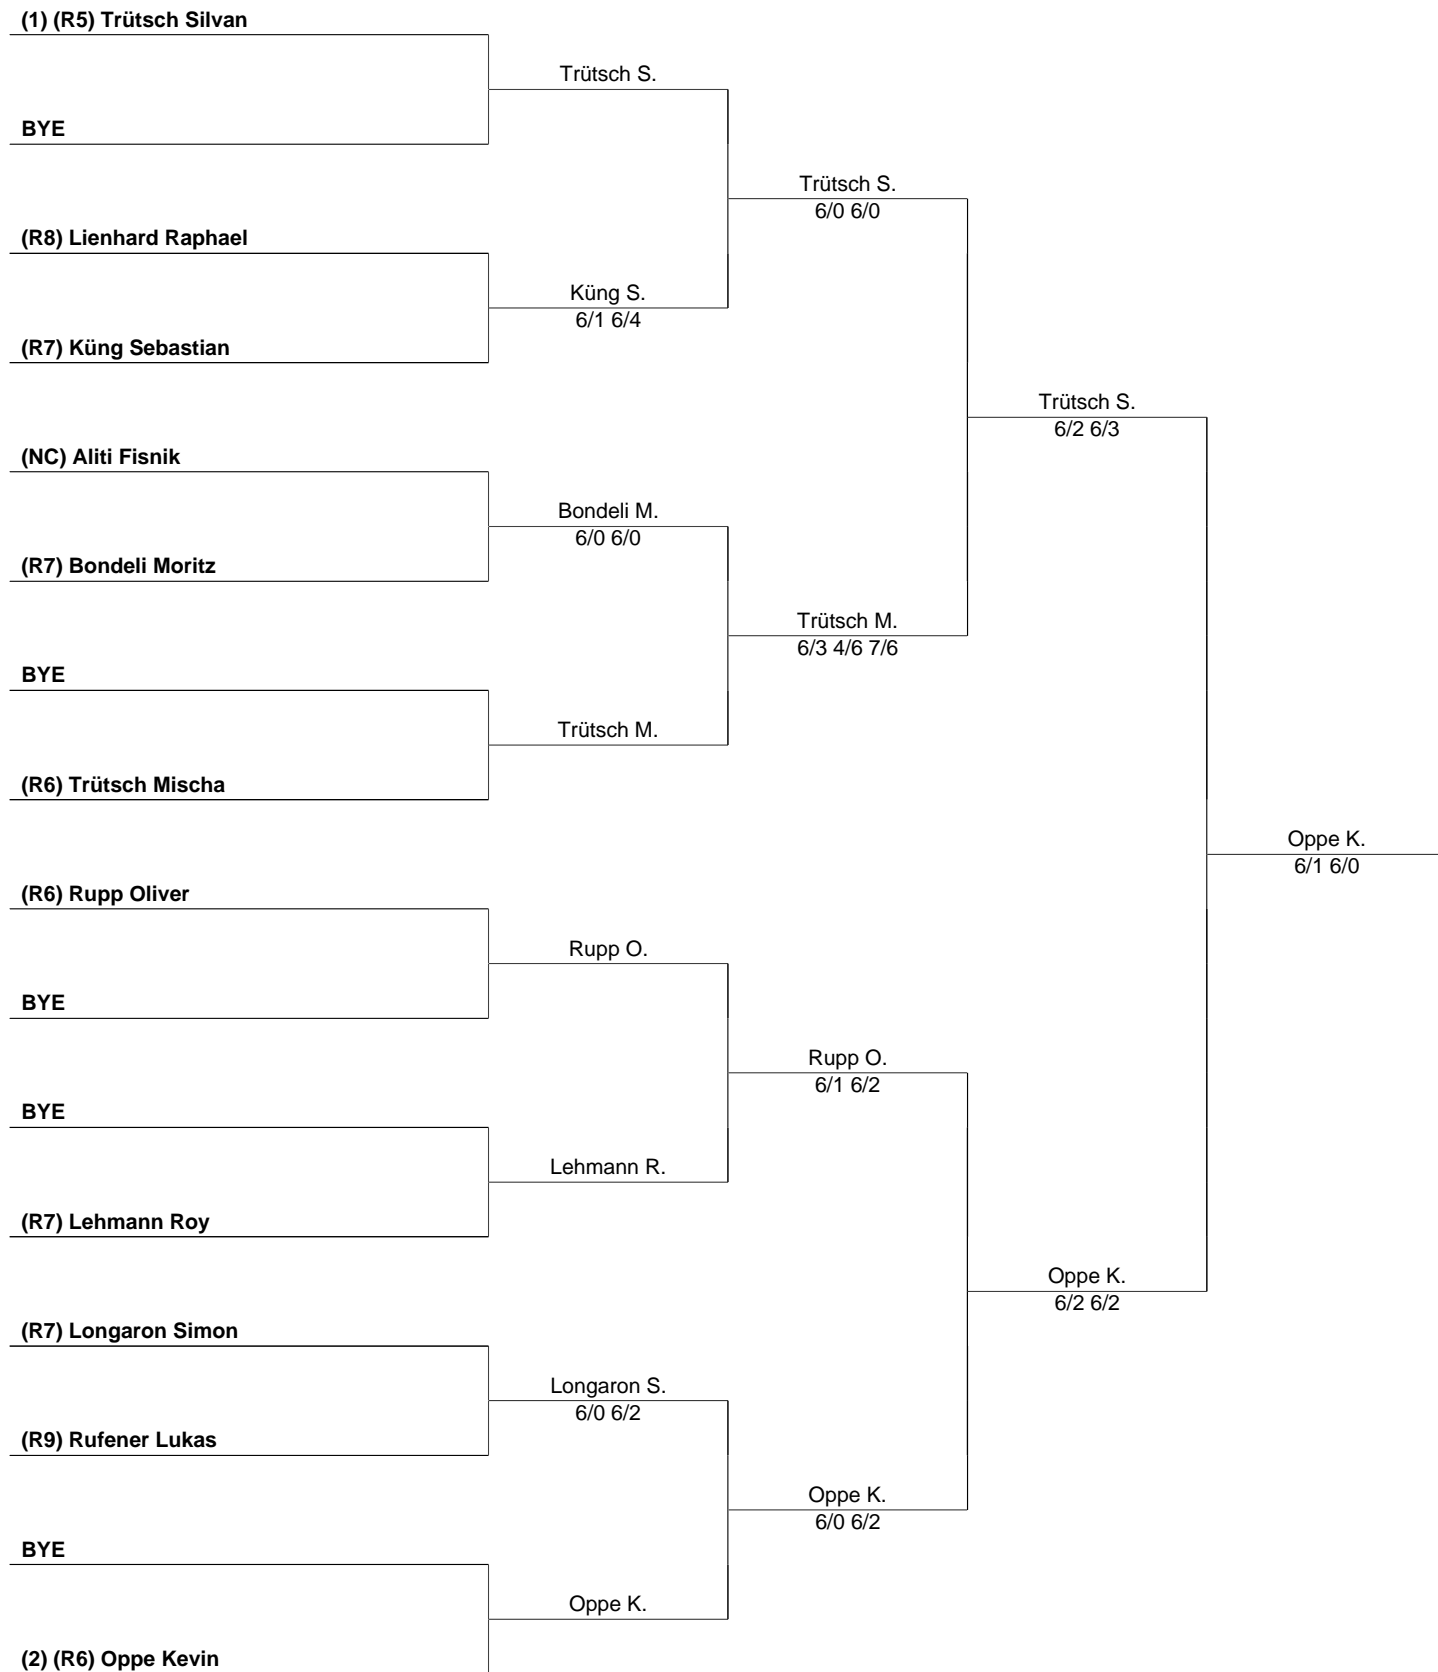 (1) (R5) Trütsch Silvan
Trütsch S.
BYE
Trütsch S.
6/0 6/0
(R8) Lienhard Raphael
Küng S.
6/1 6/4
(R7) Küng Sebastian
Trütsch S.
6/2 6/3
(NC) Aliti Fisnik
Bondeli M.
6/0 6/0
(R7) Bondeli Moritz
Trütsch M.
6/3 4/6 7/6
BYE
Trütsch M.
(R6) Trütsch Mischa
Oppe K.
6/1 6/0
(R6) Rupp Oliver
Rupp O.
BYE
Rupp O.
6/1 6/2
BYE
Lehmann R.
(R7) Lehmann Roy
Oppe K.
6/2 6/2
(R7) Longaron Simon
Longaron S.
6/0 6/2
(R9) Rufener Lukas
Oppe K.
6/0 6/2
BYE
Oppe K.
(2) (R6) Oppe Kevin